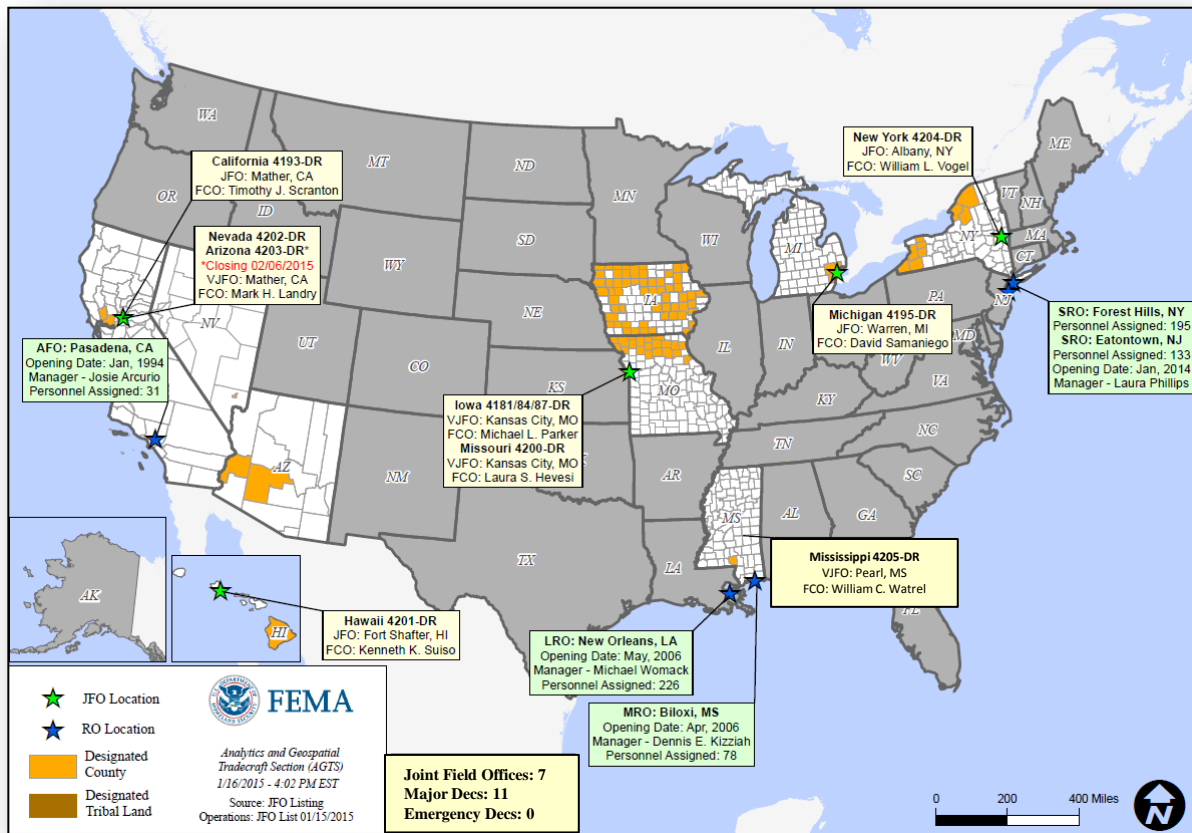 WA
OR
ID
MT
ND
SD
WY
NE
MN
WI
MI
IA
IL
IN
NV
UT
CO
KS
MO
AZ
NM
TX
AR
LA
MS
AL
GA
TN
KY
WV
VA
NC
SC
FL
PA
MD
NJ
NY
CT
MA
VT
NH
ME
AK
HI
California 4193-DR
JFO: Mather, CA
FCO: Timothy J. Scranton
Nevada 4202-DR
Arizona 4203-DR*
*Closing 02/06/2015
VJFO: Mather, CA
FCO: Mark H. Landry
AFO: Pasadena, CA
Opening Date: Jan, 1994
Manager - Josie Arcurio
Personnel Assigned: 31
New York 4204-DR
JFO: Albany, NY
FCO: William L. Vogel
Michigan 4195-DR
JFO: Warren, MI
FCO: David Samaniego
SRO: Forest Hills, NY
Personnel Assigned: 195
SRO: Eatontown, NJ
Personnel Assigned: 133
Opening Date: Jan, 2014
Manager - Laura Phillips
Iowa 4181/84/87-DR
VJFO: Kansas City, MO
FCO: Michael L. Parker
Missouri 4200-DR
VJFO: Kansas City, MO
FCO: Laura S. Hevesi
Mississippi 4205-DR
VJFO: Pearl, MS
FCO: William C. Watrel
Hawaii 4201-DR
JFO: Fort Shafter, HI
FCO: Kenneth K. Suiso
LRO: New Orleans, LA
Opening Date: May, 2006
Manager - Michael Womack
Personnel Assigned: 226
MRO: Biloxi, MS
Opening Date: Apr, 2006
Manager - Dennis E. Kizziah
Personnel Assigned: 78
JFO Location
RO Location
Designated
County
Designated
Tribal Land
FEMA
Analytics and Geospatial
Tradecraft Section (AGTS)
1/16/2015 - 4:02 PM EST
Source: JFO Listing
Operations: JFO List 01/15/2015
Joint Field Offices: 7
Major Decs: 11
Emergency Decs: 0
0 200 400 Miles
N